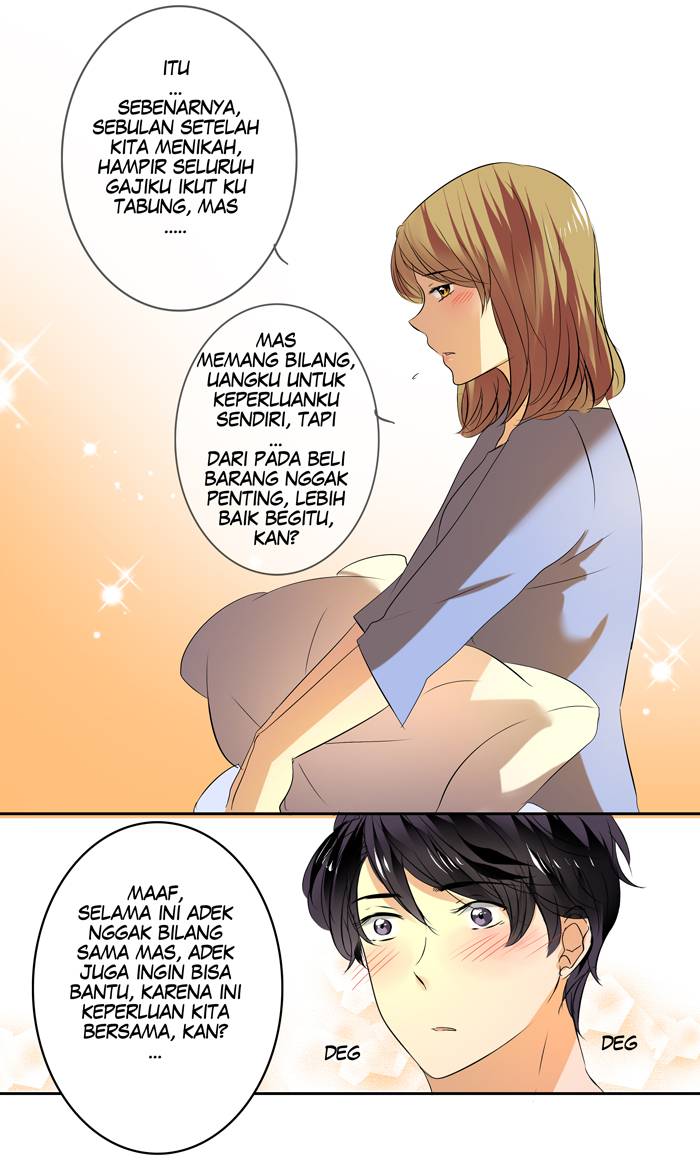 ITU
...
SEBENARNYA,
SEBULAN SETELAH
KITA MENIKAH,
HAMPIR SELURUH
GAJIKU IKUT KU
TABUNG, MAS
.....
MAS
MEMANG BILANG,
UANGKU UNTUK
KEPERLUANKU
SENDIRI, TAPI
...
DARI PADA BELI
BARANG NGGAK
PENTING, LEBIH
BAIK BEGITU,
KAN?
MAAF,
SELAMA INI ADEK
NGGAK BILANG
SAMA MAS, ADEK
JUGA INGIN BISA
BANTU, KARENA INI
KEPERLUAN KITA
BERSAMA, KAN?
...
DEG
DEG